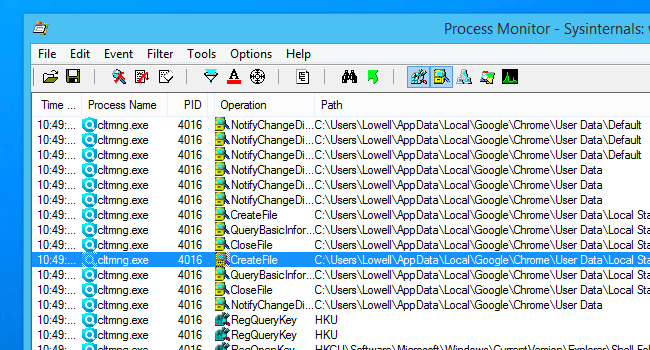 Process Monitor - Sysinternals:
File Edit Event Filter Tools Options Help
Time ... Process Name PID Operation Path
10:49:... cltmng.exe 4016 NotifyChangeDi... C:\Users\Lowell\AppData\Local\Google\Chrome\User Data\Default
10:49:... cltmng.exe 4016 NotifyChangeDi... C:\Users\Lowell\AppData\Local\Google\Chrome\User Data\Default
10:49:... cltmng.exe 4016 NotifyChangeDi... C:\Users\Lowell\AppData\Local\Google\Chrome\User Data\Default
10:49:... cltmng.exe 4016 NotifyChangeDi... C:\Users\Lowell\AppData\Local\Google\Chrome\User Data
10:49:... cltmng.exe 4016 NotifyChangeDi... C:\Users\Lowell\AppData\Local\Google\Chrome\User Data
10:49:... cltmng.exe 4016 NotifyChangeDi... C:\Users\Lowell\AppData\Local\Google\Chrome\User Data
10:49:... cltmng.exe 4016 CreateFile C:\Users\Lowell\AppData\Local\Google\Chrome\User Data\Local Sta
10:49:... cltmng.exe 4016 QueryBasicInfor... C:\Users\Lowell\AppData\Local\Google\Chrome\User Data\Local Sta
10:49:... cltmng.exe 4016 CloseFile C:\Users\Lowell\AppData\Local\Google\Chrome\User Data\Local Sta
10:49:... cltmng.exe 4016 CreateFile C:\Users\Lowell\AppData\Local\Google\Chrome\User Data\Local Sta
10:49:... cltmng.exe 4016 QueryBasicInfor... C:\Users\Lowell\AppData\Local\Google\Chrome\User Data\Local Sta
10:49:... cltmng.exe 4016 CloseFile C:\Users\Lowell\AppData\Local\Google\Chrome\User Data\Local Sta
10:49:... cltmng.exe 4016 NotifyChangeDi... C:\Users\Lowell\AppData\Local\Google\Chrome\User Data
10:49:... cltmng.exe 4016 RegQueryKey HKU
10:49:... cltmng.exe 4016 RegQueryKey HKU
10:49:... cltmng.exe 4016 RegOpenKey HKCU\Software\Microsoft\Windows\CurrentVersion\Explorer\Shell Fol